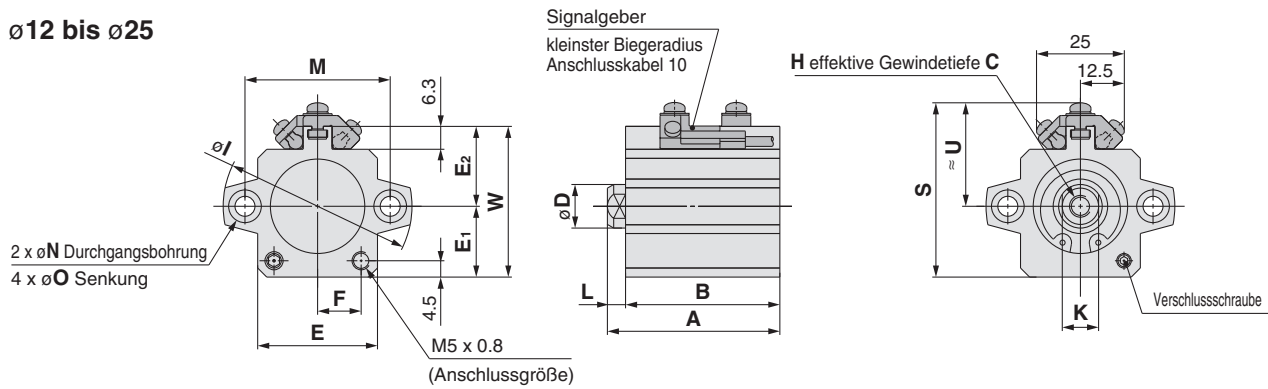 ø12 bis ø25
M
6.3
øI
E2
W
E1
2 x øN Durchgangsbohrung
4 x øO Senkung
F
4.5
E
M5 x 0.8
(Anschlussgröße)
Signalgeber
kleinster Biegeradius
Anschlusskabel 10
øD
L
B
A
H effektive Gewindetiefe C
25
12.5
≈ U
S
K
Verschlussschraube